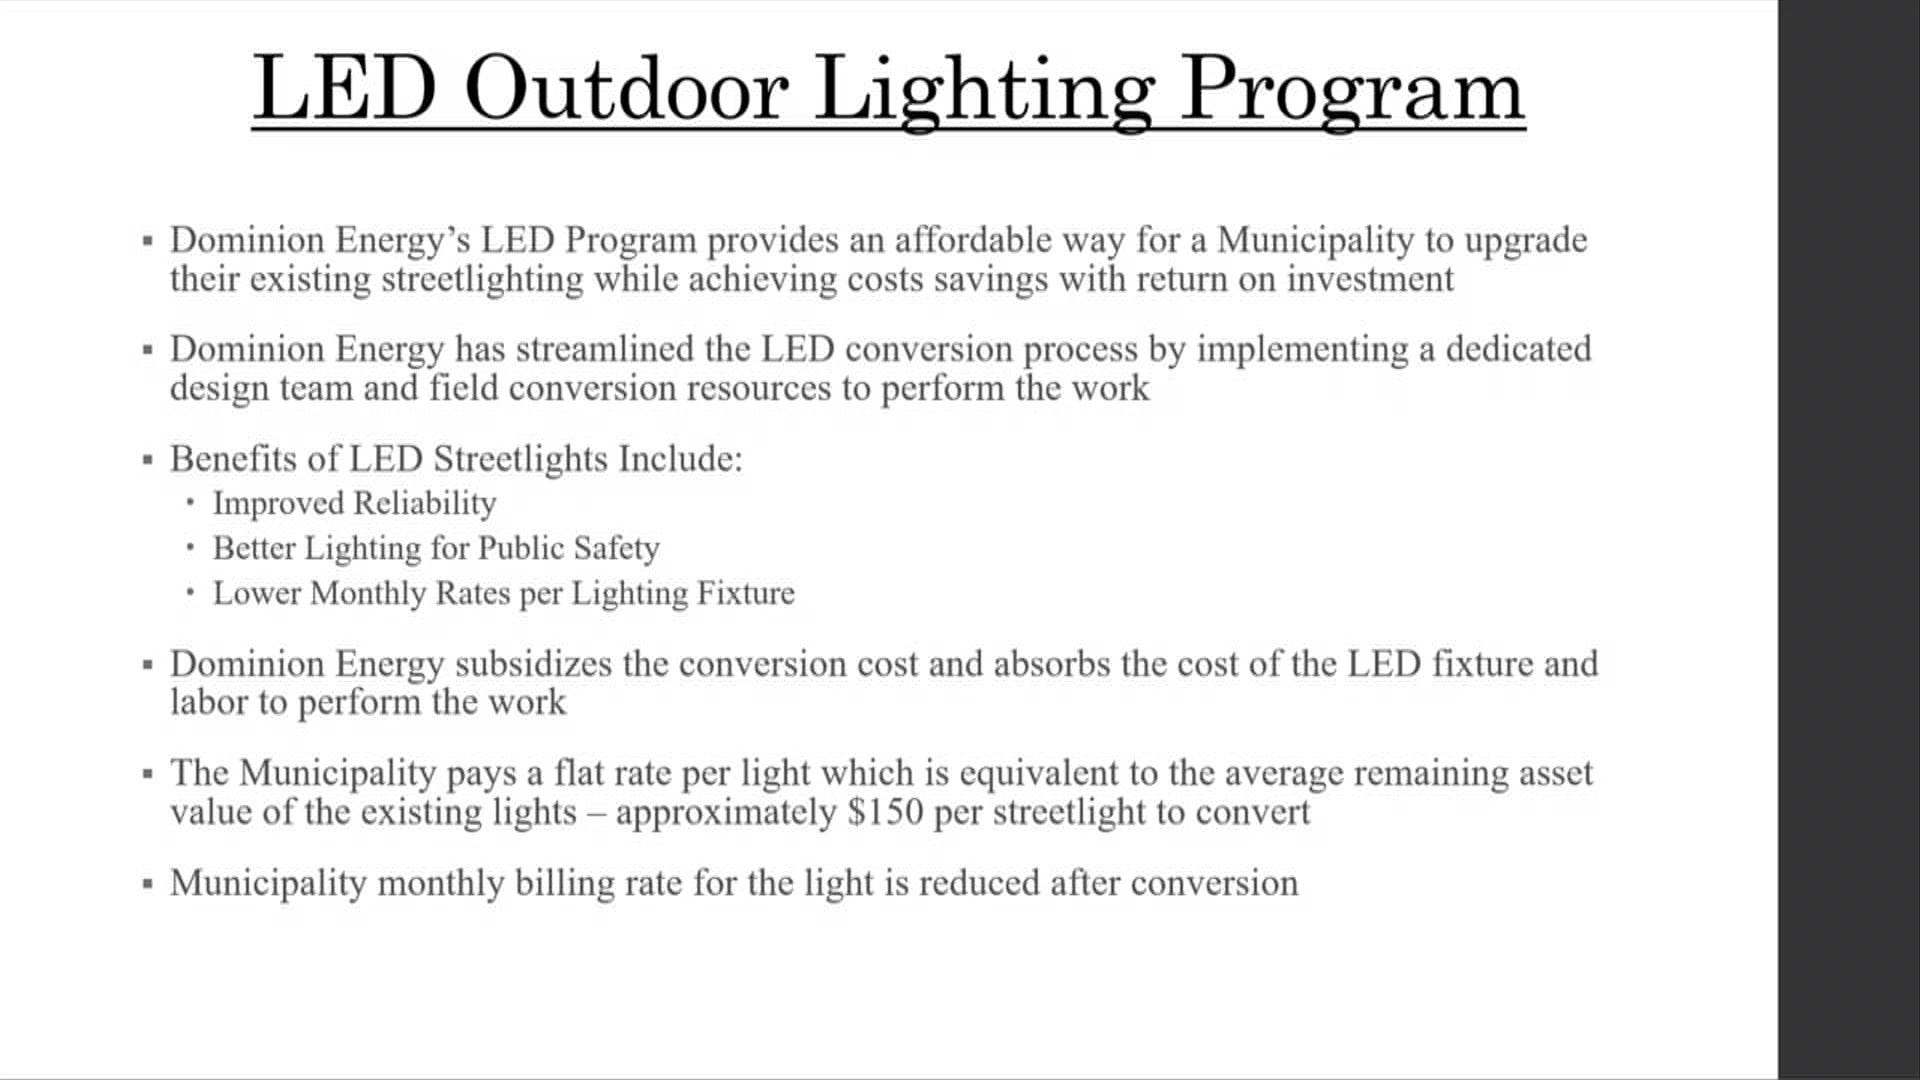 LED Outdoor Lighting Program
▪ Dominion Energy’s LED Program provides an affordable way for a Municipality to upgrade
their existing streetlighting while achieving costs savings with return on investment
▪ Dominion Energy has streamlined the LED conversion process by implementing a dedicated
design team and field conversion resources to perform the work
▪ Benefits of LED Streetlights Include:
• Improved Reliability
• Better Lighting for Public Safety
• Lower Monthly Rates per Lighting Fixture
▪ Dominion Energy subsidizes the conversion cost and absorbs the cost of the LED fixture and
labor to perform the work
▪ The Municipality pays a flat rate per light which is equivalent to the average remaining asset
value of the existing lights – approximately $150 per streetlight to convert
▪ Municipality monthly billing rate for the light is reduced after conversion